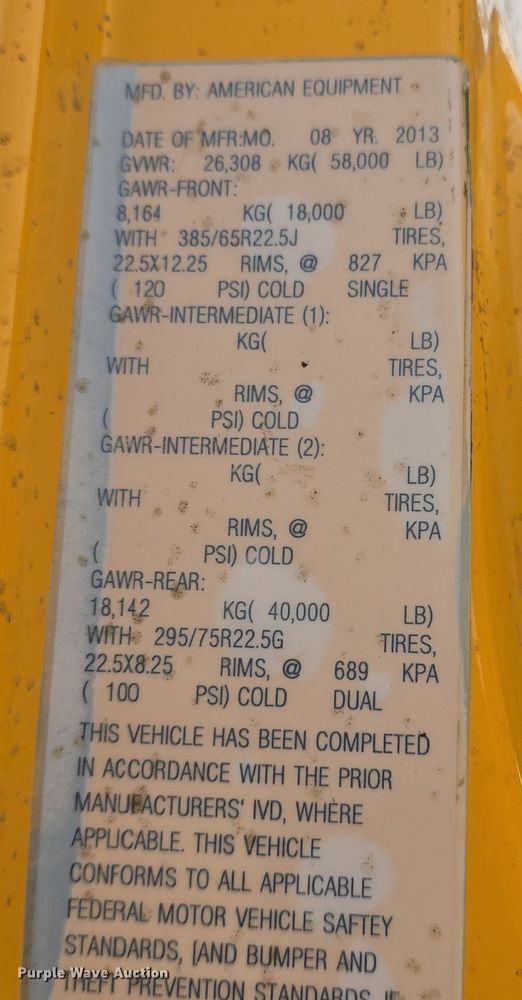 MFD. BY: AMERICAN EQUIPMENT
DATE OF MFR:MO. 08 YR. 2013
GVWR: 26,308 KG( 58,000 LB)
GAWR-FRONT:
8,164 KG( 18,000 LB)
WITH 385/65R22.5J TIRES,
22.5X12.25 RIMS, @ 827 KPA
( 120 PSI) COLD SINGLE
GAWR-INTERMEDIATE (1):
KG( LB)
WITH TIRES,
RIMS, @ KPA
( PSI) COLD
GAWR-INTERMEDIATE (2):
KG( LB)
WITH TIRES,
RIMS, @ KPA
( PSI) COLD
GAWR-REAR:
18,142 KG( 40,000 LB)
WITH 295/75R22.5G TIRES,
22.5X8.25 RIMS, @ 689 KPA
( 100 PSI) COLD DUAL
THIS VEHICLE HAS BEEN COMPLETED
IN ACCORDANCE WITH THE PRIOR
MANUFACTURERS' IVD, WHERE
APPLICABLE. THIS VEHICLE
CONFORMS TO ALL APPLICABLE
FEDERAL MOTOR VEHICLE SAFTEY
STANDARDS, [AND BUMPER AND
THEFT PREVENTION STANDARDS, IF
Purple Wave Auction